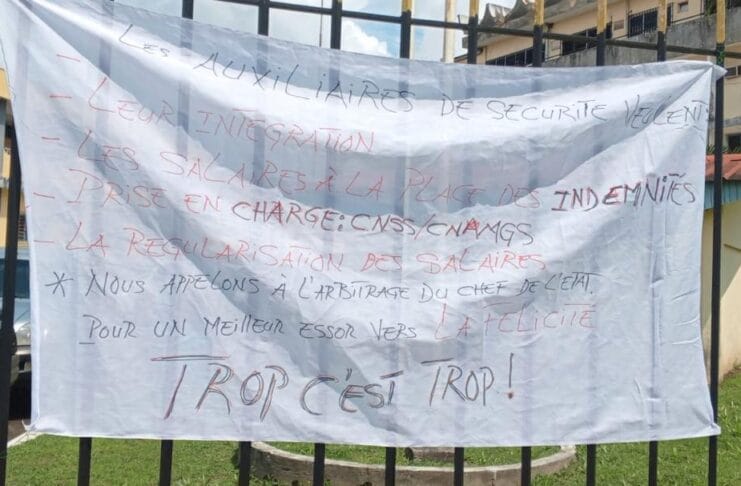 LES AUXILIAIRES DE SECURITE VEULENT
- LEUR INTEGRATION
- LES SALAIRES À LA PLACE DES INDEMNITÉS
- PRISE EN CHARGE: CNSS/CNAMGS
- LA REGULARISATION DES SALAIRES
* NOUS APPELONS À L'ARBITRAGE DU CHEF DE L'ETAT.
POUR UN MEILLEUR ESSOR VERS LA FELICITE
TROP C'EST TROP!